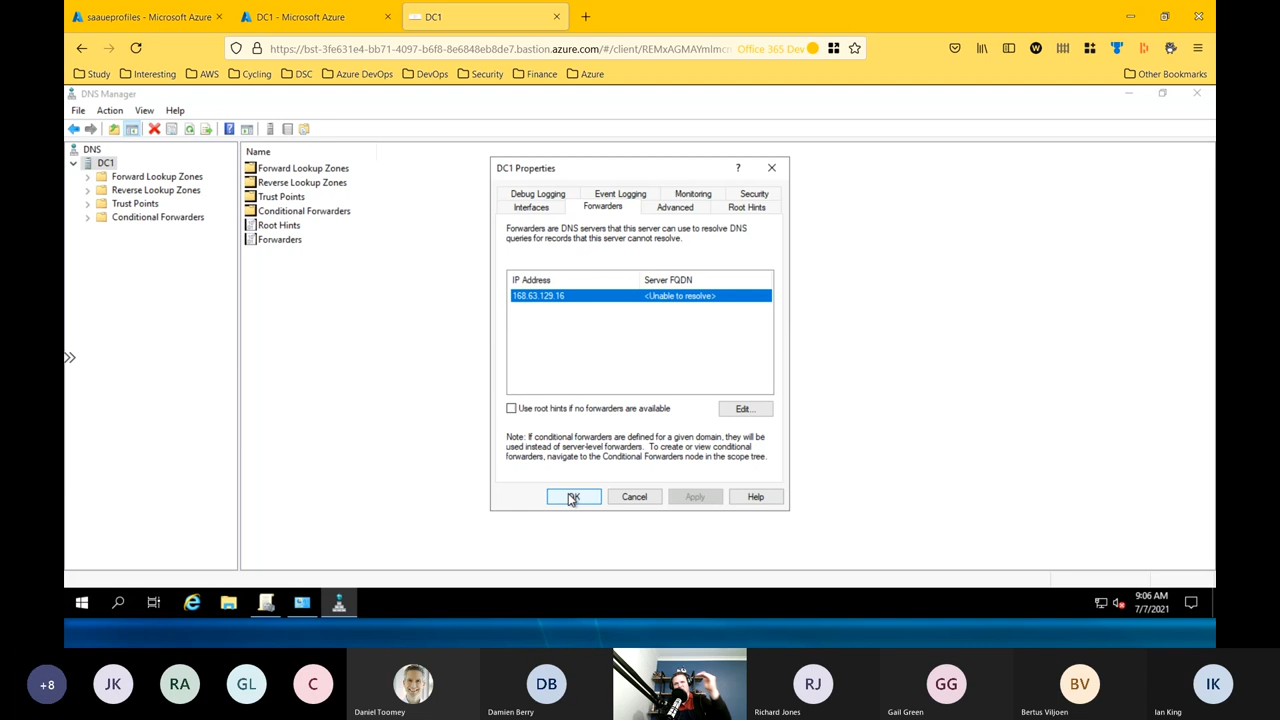 saaueprofiles - Microsoft Azure
DC1 - Microsoft Azure
DC1
https://bst-3fe631e4-bb71-4097-b6f8-8e6848eb8de7.bastion.azure.com/#/client/REMxAGMAYmlmcn
Office 365 Dev
Study
Interesting
AWS
Cycling
DSC
Azure DevOps
DevOps
Security
Finance
Azure
Other Bookmarks
DNS Manager
File
Action
View
Help
DNS
DC1
Forward Lookup Zones
Reverse Lookup Zones
Trust Points
Conditional Forwarders
Name
Forward Lookup Zones
Reverse Lookup Zones
Trust Points
Conditional Forwarders
Root Hints
Forwarders
DC1 Properties
Debug Logging
Event Logging
Monitoring
Security
Interfaces
Forwarders
Advanced
Root Hints
Forwarders are DNS servers that this server can use to resolve DNS
queries for records that this server cannot resolve.
IP Address
Server FQDN
168.63.129.16
<Unable to resolve>
Use root hints if no forwarders are available
Edit...
Note: If conditional forwarders are defined for a given domain, they will be
used instead of server-level forwarders. To create or view conditional
forwarders, navigate to the Conditional Forwarders node in the scope tree.
OK
Cancel
Apply
Help
9:06 AM
7/7/2021
+8
JK
RA
GL
C
Daniel Toomey
DB
Damien Berry
RJ
Richard Jones
GG
Gail Green
BV
Bertus Viljoen
IK
Ian King